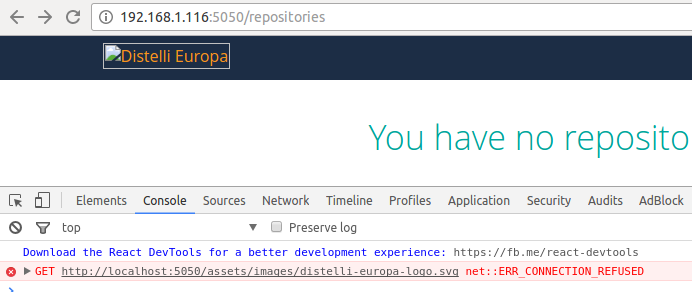 192.168.1.116:5050/repositories
Distelli Europa
You have no reposito
Elements Console Sources Network Timeline Profiles Application Security Audits AdBlock
top Preserve log
Download the React DevTools for a better development experience: https://fb.me/react-devtools
GET http://localhost:5050/assets/images/distelli-europa-logo.svg net::ERR_CONNECTION_REFUSED